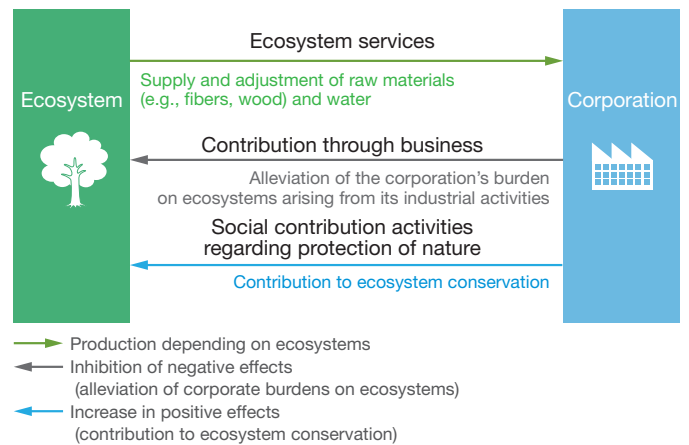 Ecosystem services
Supply and adjustment of raw materials
(e.g., fibers, wood) and water
Ecosystem
Corporation
Contribution through business
Alleviation of the corporation’s burden
on ecosystems arising from its industrial activities
Social contribution activities
regarding protection of nature
Contribution to ecosystem conservation
Production depending on ecosystems
Inhibition of negative effects
(alleviation of corporate burdens on ecosystems)
Increase in positive effects
(contribution to ecosystem conservation)